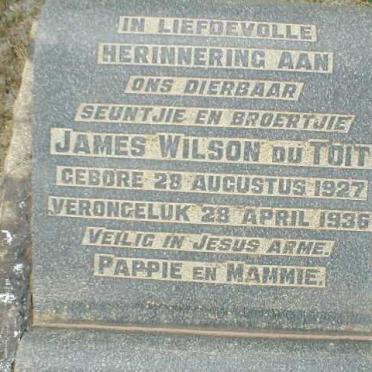 IN LIEFDEVOLLE
HERINNERING AAN
ONS DIERBAAR
SEUNTJIE EN BROERTJIE
JAMES WILSON DU TOIT
GEBORE 28 AUGUSTUS 1927
VERONGELUK 28 APRIL 1936
VEILIG IN JESUS ARME.
PAPPIE EN MAMMIE.